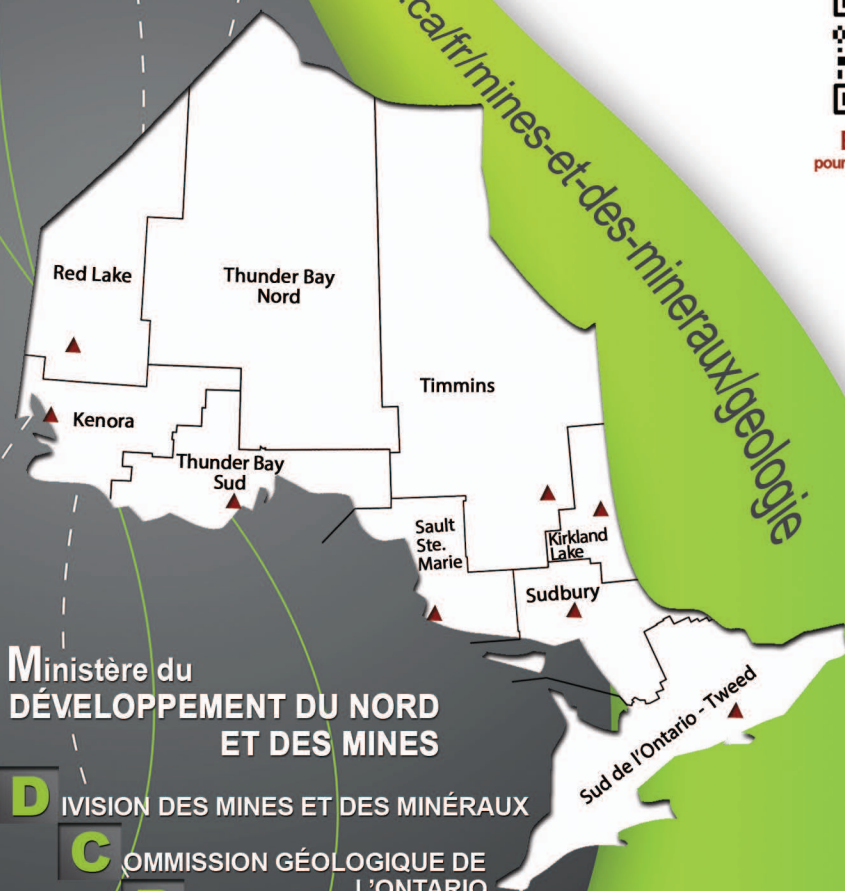 ca/fr/mines-et-des-mineraux/geologie
pour
Red Lake
Thunder Bay
Nord
Timmins
Kenora
Thunder Bay
Sud
Sault
Ste.
Marie
Kirkland
Lake
Sudbury
Sud de l'Ontario - Tweed
Ministère du
DÉVELOPPEMENT DU NORD
ET DES MINES
DIVISION DES MINES ET DES MINÉRAUX
COMMISSION GÉOLOGIQUE DE
L'ONTARIO